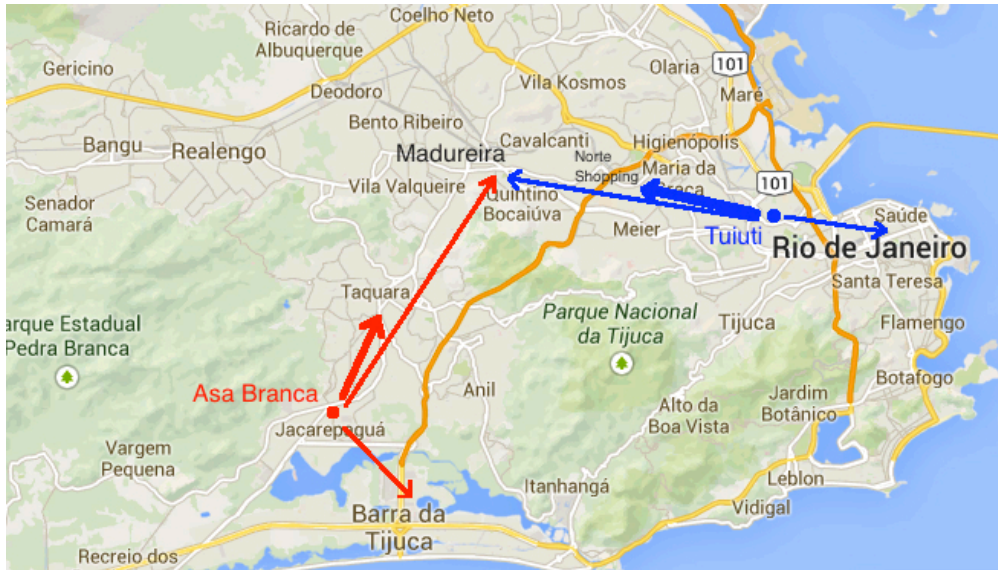 Coelho Neto
Ricardo de
Albuquerque
Gericino
Deodoro
Vila Kosmos
Olaria
101
Maré
Bento Ribeiro
Bangu
Realengo
Madureira
Cavalcanti
Higienópolis
Norte
Shopping
Maria da
Graça
101
Vila Valqueire
Quintino
Bocaiúva
Senador
Camará
Meier
Tuiuti
Saúde
Rio de Janeiro
Santa Teresa
Taquara
Parque Nacional
da Tijuca
Tijuca
Flamengo
arque Estadual
Pedra Branca
Asa Branca
Anil
Botafogo
Jardim
Botânico
Alto da
Boa Vista
Jacarepaguá
Vargem
Pequena
Itanhangá
Leblon
Vidigal
Barra da
Tijuca
Recreio dos